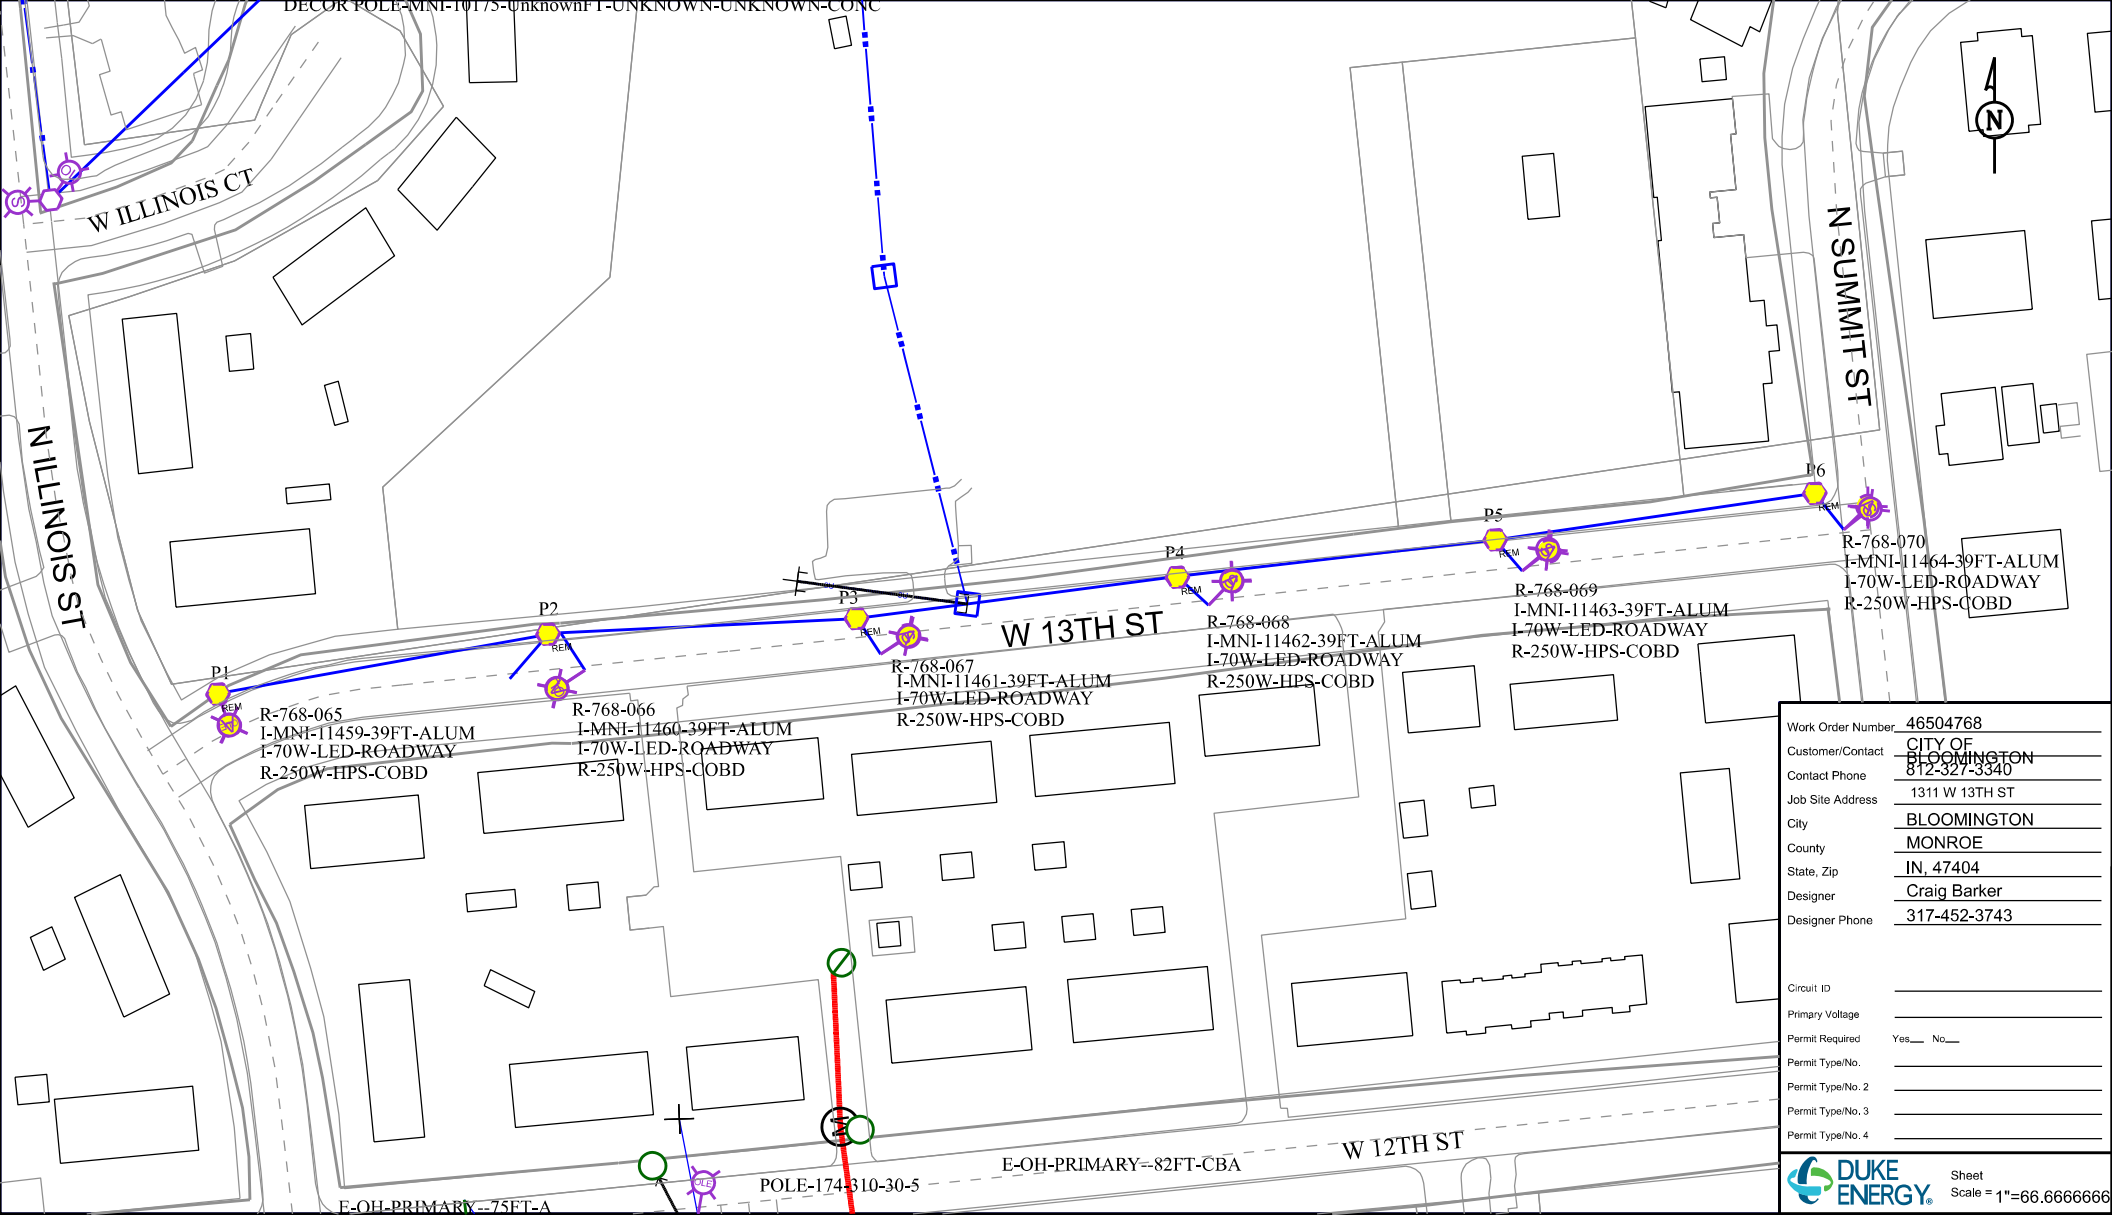 DECOR POLE-MNI-10175-UnknownFT-UNKNOWN-UNKNOWN-CONC
N
W ILLINOIS CT
S
N SUMMIT ST
N ILLINOIS ST
W 13TH ST
P1
REM
R-768-065
I-MNI-11459-39FT-ALUM
I-70W-LED-ROADWAY
R-250W-HPS-COBD
P2
REM
R-768-066
I-MNI-11460-39FT-ALUM
I-70W-LED-ROADWAY
R-250W-HPS-COBD
P3
REM
R-768-067
I-MNI-11461-39FT-ALUM
I-70W-LED-ROADWAY
R-250W-HPS-COBD
P4
REM
R-768-068
I-MNI-11462-39FT-ALUM
I-70W-LED-ROADWAY
R-250W-HPS-COBD
P5
REM
R-768-069
I-MNI-11463-39FT-ALUM
I-70W-LED-ROADWAY
R-250W-HPS-COBD
P6
REM
R-768-070
I-MNI-11464-39FT-ALUM
I-70W-LED-ROADWAY
R-250W-HPS-COBD
W 12TH ST
E-OH-PRIMARY--82FT-CBA
POLE-174-310-30-5
E-OH-PRIMARY--75FT-A
OLE
Work Order Number 46504768
Customer/Contact CITY OF
BLOOMINGTON
Contact Phone 812-327-3340
Job Site Address 1311 W 13TH ST
City BLOOMINGTON
County MONROE
State, Zip IN, 47404
Designer Craig Barker
Designer Phone 317-452-3743
Circuit ID
Primary Voltage
Permit Required Yes__ No__
Permit Type/No.
Permit Type/No. 2
Permit Type/No. 3
Permit Type/No. 4
DUKE
ENERGY®
Sheet
Scale = 1"=66.6666666